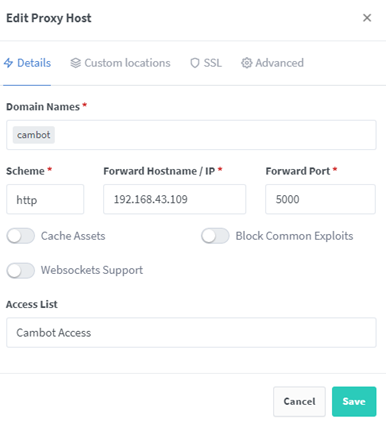 Edit Proxy Host
Details Custom locations SSL Advanced
Domain Names *
cambot
Scheme * Forward Hostname / IP * Forward Port *
http 192.168.43.109 5000
Cache Assets Block Common Exploits
Websockets Support
Access List
Cambot Access
Cancel Save